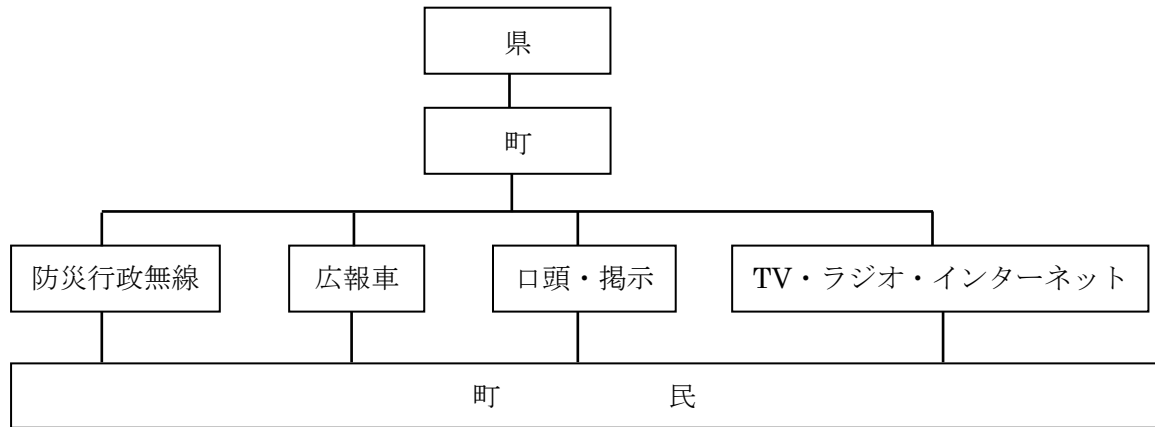 県
町
防災行政無線
広報車
口頭・掲示
TV・ラジオ・インターネット
町　民